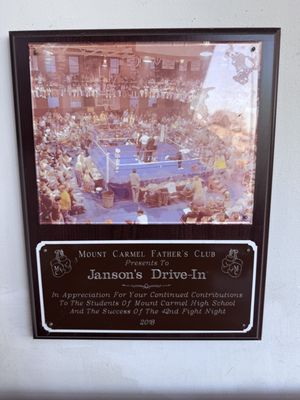 Mount Carmel Father's Club
Presents To
Janson's Drive-In
In Appreciation For Your Continued Contributions
To The Students Of Mount Carmel High School
And The Success Of The 42nd Fight Night
2018